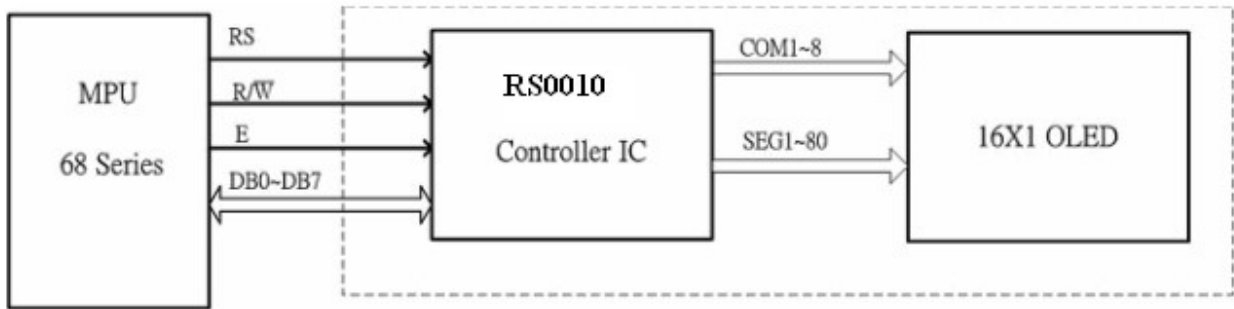 MPU
68 Series
RS
R/W
E
DB0~DB7
RS0010
Controller IC
COM1~8
SEG1~80
16X1 OLED